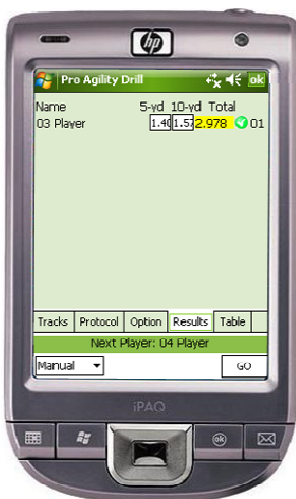 hp
Pro Agility Drill ok
Name 5-yd 10-yd Total
03 Player 1.40 1.57 2.978 01
Tracks Protocol Option Results Table
Next Player: 04 Player
Manual GO
iPAQ
ok